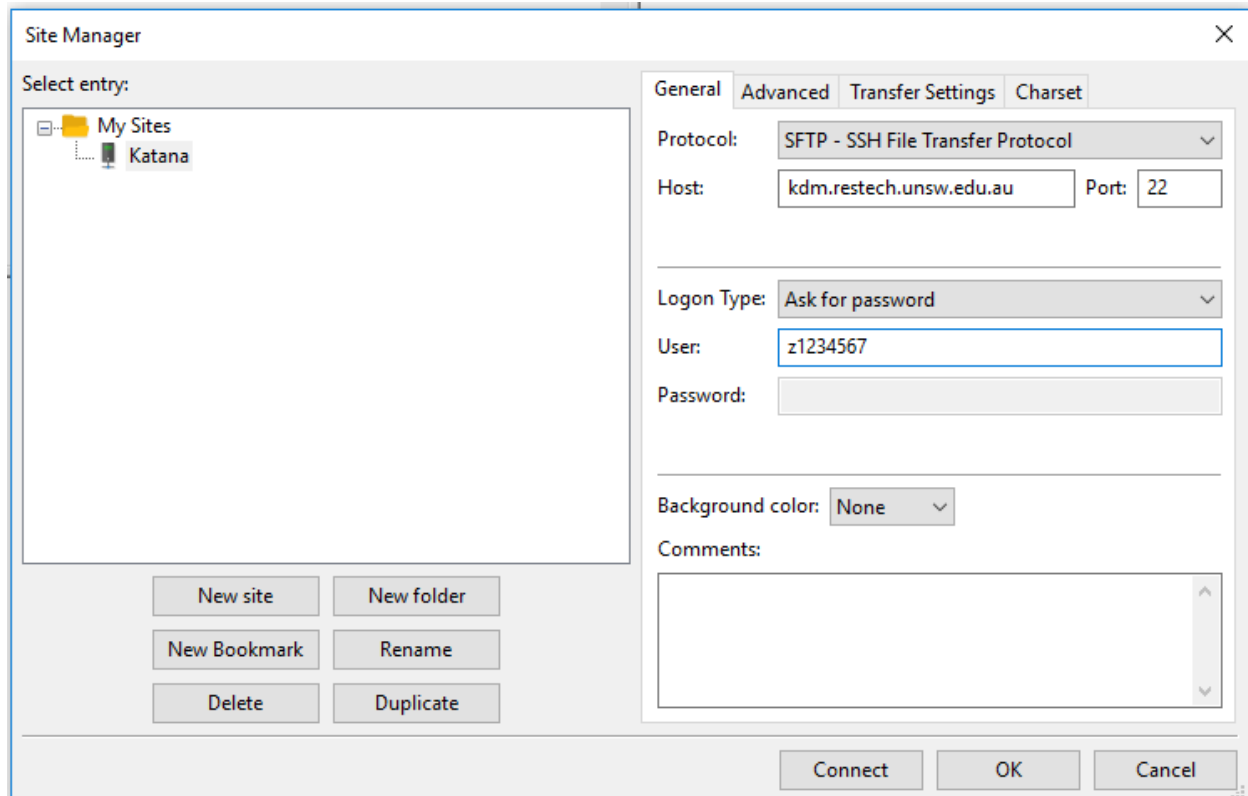 Site Manager
Select entry:
My Sites
Katana
New site New folder
New Bookmark Rename
Delete Duplicate
General Advanced Transfer Settings Charset
Protocol: SFTP - SSH File Transfer Protocol
Host: kdm.restech.unsw.edu.au Port: 22
Logon Type: Ask for password
User: z1234567
Password:
Background color: None
Comments:
Connect OK Cancel